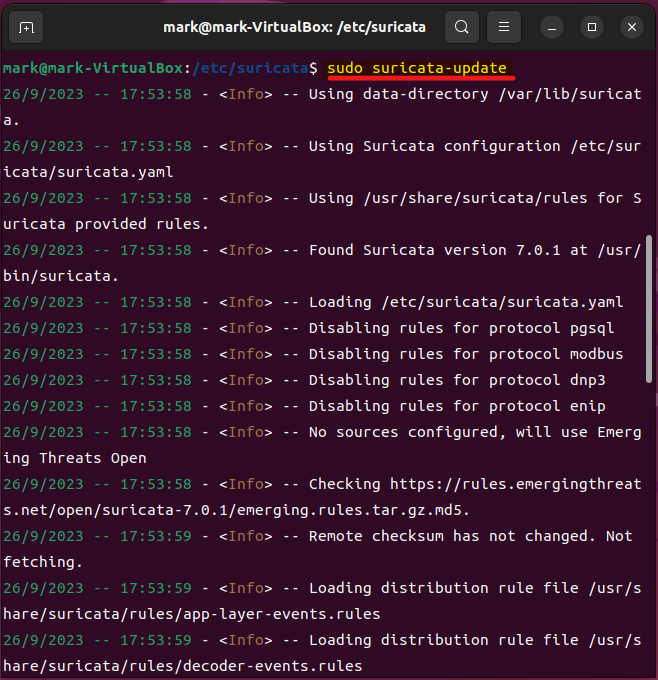 mark@mark-VirtualBox: /etc/suricata
mark@mark-VirtualBox:/etc/suricata$ sudo suricata-update
26/9/2023 -- 17:53:58 - <Info> -- Using data-directory /var/lib/suricat
a.
26/9/2023 -- 17:53:58 - <Info> -- Using Suricata configuration /etc/sur
icata/suricata.yaml
26/9/2023 -- 17:53:58 - <Info> -- Using /usr/share/suricata/rules for S
uricata provided rules.
26/9/2023 -- 17:53:58 - <Info> -- Found Suricata version 7.0.1 at /usr/
bin/suricata.
26/9/2023 -- 17:53:58 - <Info> -- Loading /etc/suricata/suricata.yaml
26/9/2023 -- 17:53:58 - <Info> -- Disabling rules for protocol pgsql
26/9/2023 -- 17:53:58 - <Info> -- Disabling rules for protocol modbus
26/9/2023 -- 17:53:58 - <Info> -- Disabling rules for protocol dnp3
26/9/2023 -- 17:53:58 - <Info> -- Disabling rules for protocol enip
26/9/2023 -- 17:53:58 - <Info> -- No sources configured, will use Emerg
ing Threats Open
26/9/2023 -- 17:53:58 - <Info> -- Checking https://rules.emergingthreat
s.net/open/suricata-7.0.1/emerging.rules.tar.gz.md5.
26/9/2023 -- 17:53:59 - <Info> -- Remote checksum has not changed. Not
fetching.
26/9/2023 -- 17:53:59 - <Info> -- Loading distribution rule file /usr/s
hare/suricata/rules/app-layer-events.rules
26/9/2023 -- 17:53:59 - <Info> -- Loading distribution rule file /usr/s
hare/suricata/rules/decoder-events.rules